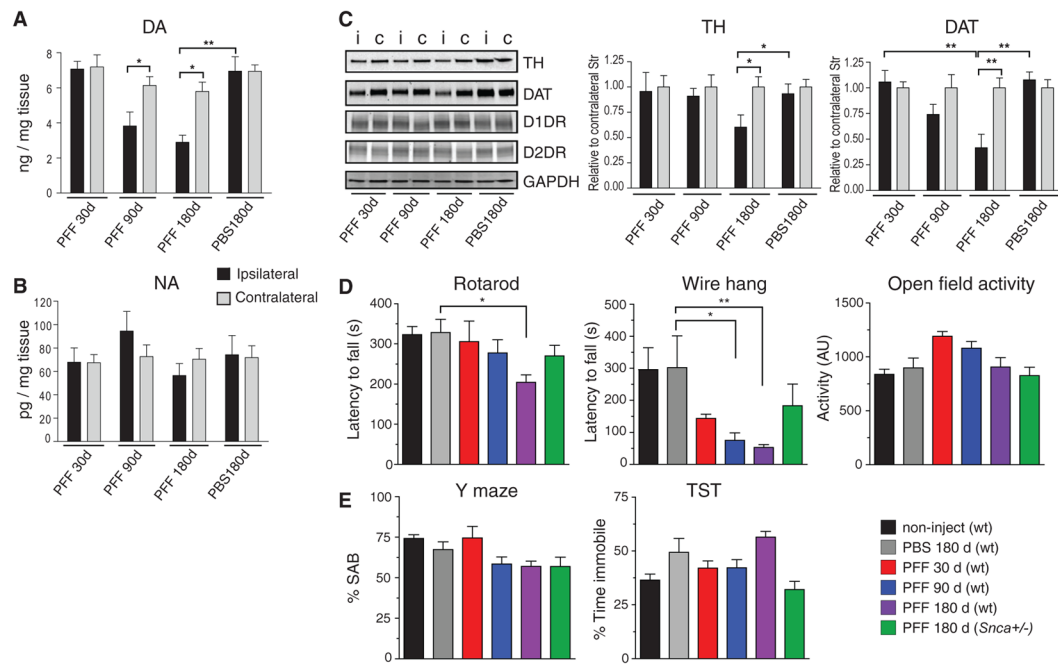 A
DA
**
*
*
8
6
4
2
0
ng / mg tissue
PFF 30d
PFF 90d
PFF 180d
PBS180d
B
NA
Ipsilateral
Contralateral
120
100
80
60
40
20
0
pg / mg tissue
PFF 30d
PFF 90d
PFF 180d
PBS180d
C
i c i c i c i c
TH
DAT
D1DR
D2DR
GAPDH
PFF 30d
PFF 90d
PFF 180d
PBS180d
TH
*
*
1.25
1.00
0.75
0.50
0.25
0.00
Relative to contralateral Str
PFF 30d
PFF 90d
PFF 180d
PBS 180d
DAT
** **
**
1.25
1.00
0.75
0.50
0.25
0.00
Relative to contralateral Str
PFF 30d
PFF 90d
PFF 180d
PBS 180d
D
Rotarod
*
400
300
200
100
0
Latency to fall (s)
Wire hang
**
*
500
400
300
200
100
0
Latency to fall (s)
Open field activity
1500
1000
500
0
Activity (AU)
E
Y maze
100
75
50
25
0
% SAB
TST
75
50
25
0
% Time immobile
non-inject (wt)
PBS 180 d (wt)
PFF 30 d (wt)
PFF 90 d (wt)
PFF 180 d (wt)
PFF 180 d (Snca+/-)